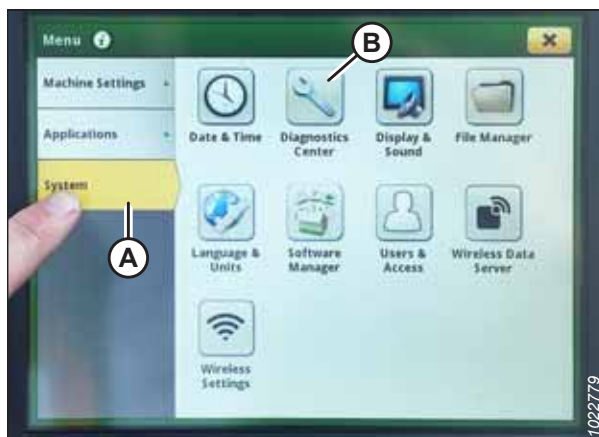 Menu i
B
Machine Settings
Applications
System
A
Date & Time
Diagnostics
Center
Display &
Sound
File Manager
Language &
Units
Software
Manager
Users &
Access
Wireless Data
Server
Wireless
Settings
1022779